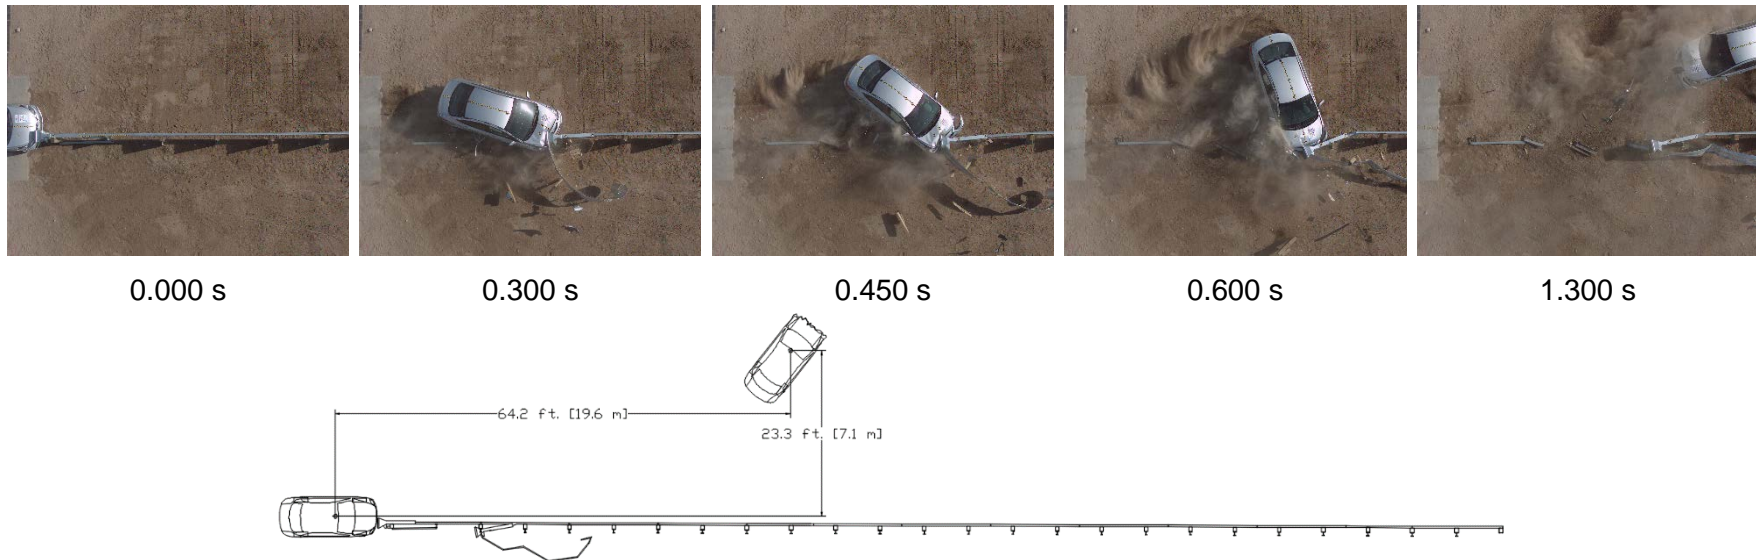 0.000 s
0.300 s
0.450 s
0.600 s
1.300 s
64.2 ft. [19.6 m]
23.3 ft. [7.1 m]